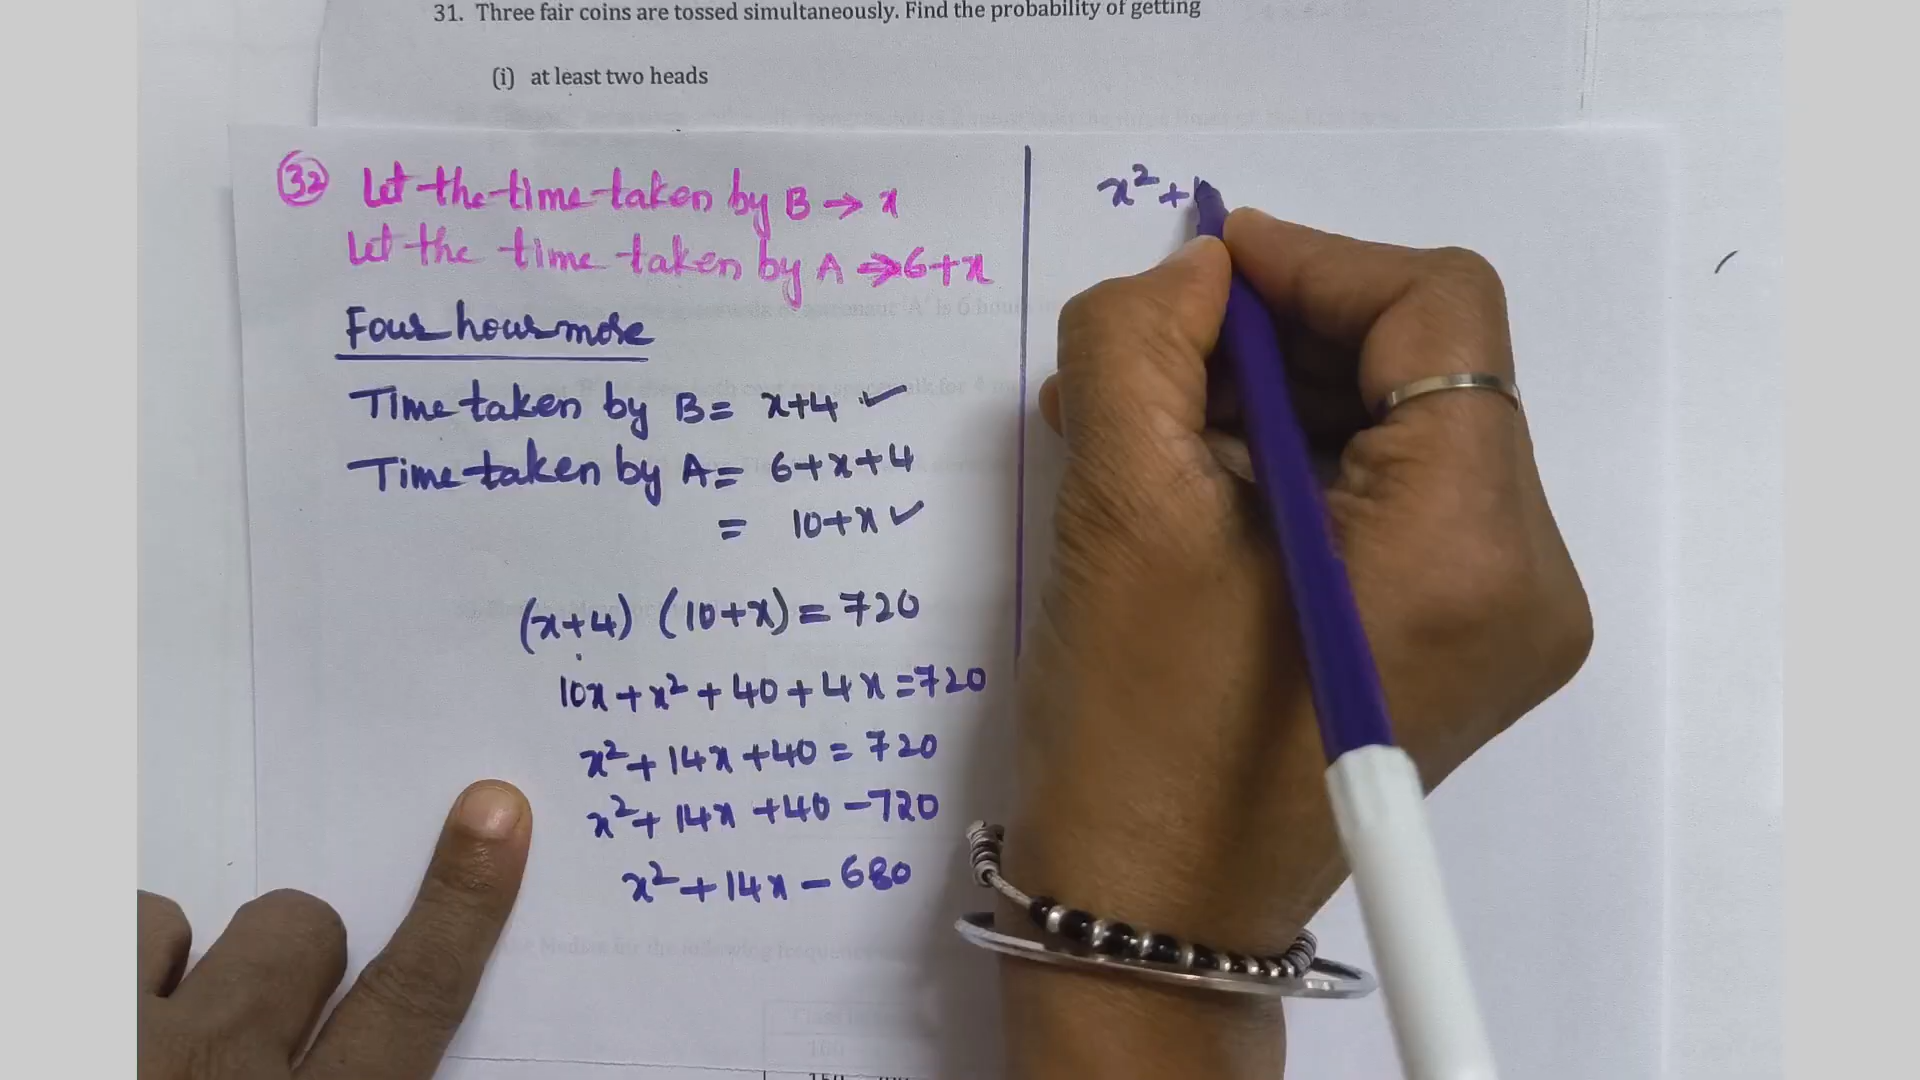 31. Three fair coins are tossed simultaneously. Find the probability of getting
(i) at least two heads
32 Let the time taken by B → x
Let the time taken by A → 6+x
Four hour more
Time taken by B = x+4 ✓
Time taken by A = 6+x+4
= 10+x ✓
(x+4) (10+x) = 720
10x + x² + 40 + 4x = 720
x² + 14x + 40 = 720
x² + 14x + 40 - 720
x² + 14x - 680
x² +